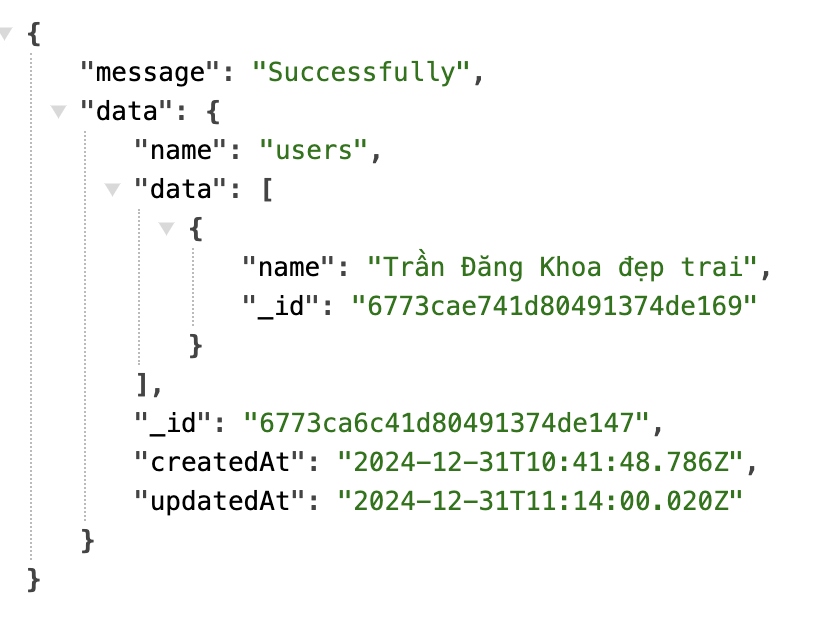 {
"message": "Successfully",
"data": {
"name": "users",
"data": [
{
"name": "Trần Đăng Khoa đẹp trai",
"_id": "6773cae741d80491374de169"
}
],
"_id": "6773ca6c41d80491374de147",
"createdAt": "2024-12-31T10:41:48.786Z",
"updatedAt": "2024-12-31T11:14:00.020Z"
}
}